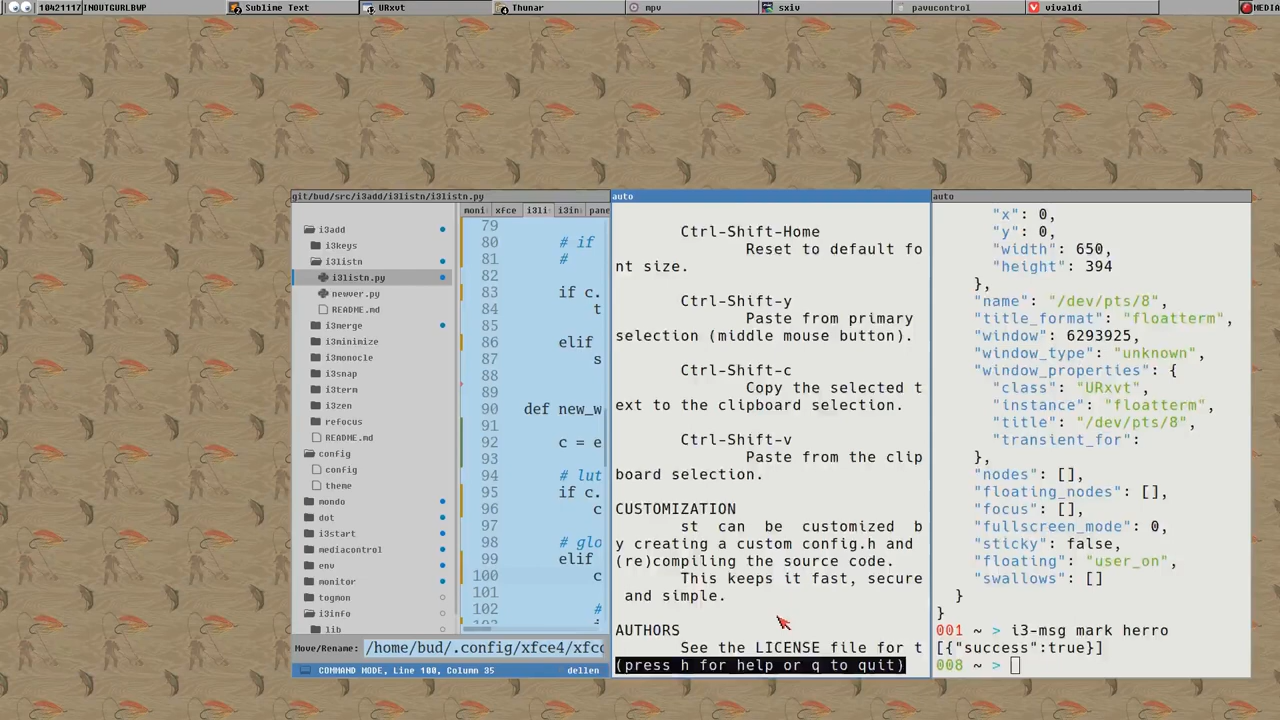 10421117 INOUTGURLBWP
Sublime Text
URxvt
Thunar
mpv
sxiv
pavucontrol
vivaldi
MEDIA
git/bud/src/i3add/i3listn/i3listn.py
i3add
i3keys
i3listn
i3listn.py
newver.py
README.md
i3merge
i3minimize
i3monocle
i3snap
i3term
i3zen
refocus
README.md
config
config
theme
mondo
dot
i3start
mediacontrol
env
monitor
togmon
i3info
lib
moni xfce i3li i3in pane
79
80 # if
81 #
82
83 if c.
84 t
85
86 elif
87 s
88
89
90 def new_w
91
92 c = e
93
94 # lut
95 if c.
96 c
97
98 # glo
99 elif
100 c
101
102 #
103
Move/Rename: /home/bud/.config/xfce4/xfc
COMMAND MODE, Line 100, Column 35 dellen
auto
Ctrl-Shift-Home
Reset to default fo
nt size.
Ctrl-Shift-y
Paste from primary
selection (middle mouse button).
Ctrl-Shift-c
Copy the selected t
ext to the clipboard selection.
Ctrl-Shift-v
Paste from the clip
board selection.
CUSTOMIZATION
st can be customized b
y creating a custom config.h and
(re)compiling the source code.
This keeps it fast, secure
and simple.
AUTHORS
See the LICENSE file for t
(press h for help or q to quit)
auto
"x": 0,
"y": 0,
"width": 650,
"height": 394
},
"name": "/dev/pts/8",
"title_format": "floatterm",
"window": 6293925,
"window_type": "unknown",
"window_properties": {
"class": "URxvt",
"instance": "floatterm",
"title": "/dev/pts/8",
"transient_for":
},
"nodes": [],
"floating_nodes": [],
"focus": [],
"fullscreen_mode": 0,
"sticky": false,
"floating": "user_on",
"swallows": []
}
}
001 ~ > i3-msg mark herro
[{"success":true}]
008 ~ >